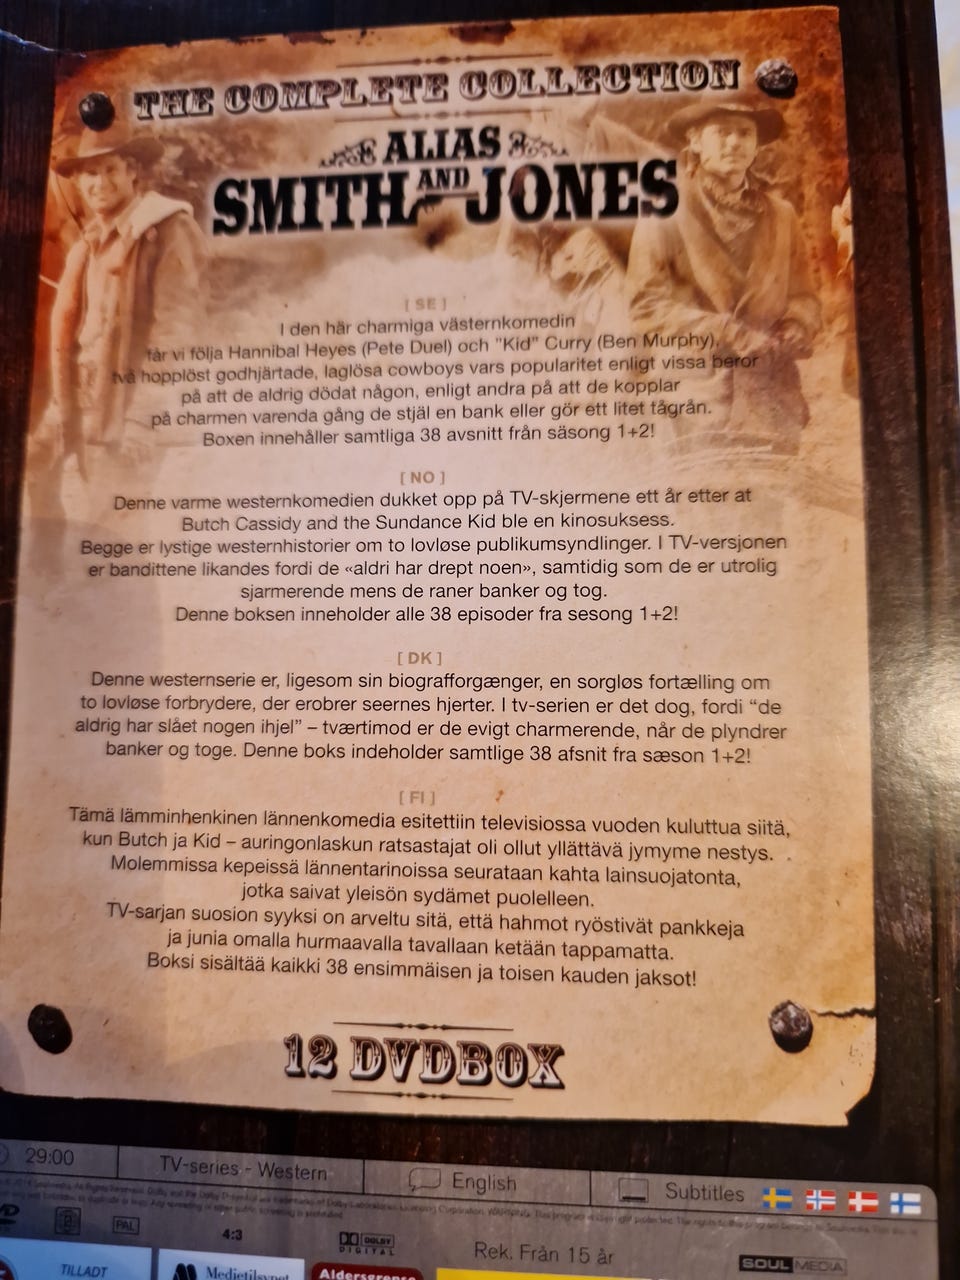 THE COMPLETE COLLECTION
ALIAS
SMITH AND JONES
[ SE ]
I den här charmiga västernkomedin
får vi följa Hannibal Heyes (Pete Duel) och "Kid" Curry (Ben Murphy),
två hopplöst godhjärtade, laglösa cowboys vars popularitet enligt vissa beror
på att de aldrig dödat någon, enligt andra på att de kopplar
på charmen varenda gång de stjäl en bank eller gör ett litet tågrån.
Boxen innehåller samtliga 38 avsnitt från säsong 1+2!
[ NO ]
Denne varme westernkomedien dukket opp på TV-skjermene ett år etter at
Butch Cassidy and the Sundance Kid ble en kinosuksess.
Begge er lystige westernhistorier om to lovløse publikumsyndlinger. I TV-versjonen
er bandittene likandes fordi de «aldri har drept noen», samtidig som de er utrolig
sjarmerende mens de raner banker og tog.
Denne boksen inneholder alle 38 episoder fra sesong 1+2!
[ DK ]
Denne westernserie er, ligesom sin biografforgænger, en sorgløs fortælling om
to lovløse forbrydere, der erobrer seernes hjerter. I tv-serien er det dog, fordi “de
aldrig har slået nogen ihjel” – tværtimod er de evigt charmerende, når de plyndrer
banker og toge. Denne boks indeholder samtlige 38 afsnit fra sæson 1+2!
[ FI ]
Tämä lämminhenkinen lännenkomedia esitettiin televisiossa vuoden kuluttua siitä,
kun Butch ja Kid – auringonlaskun ratsastajat oli ollut yllättävä jymyme nestys.
Molemmissa kepeissä lännentarinoissa seurataan kahta lainsuojatonta,
jotka saivat yleisön sydämet puolelleen.
TV-sarjan suosion syyksi on arveltu sitä, että hahmot ryöstivät pankkeja
ja junia omalla hurmaavalla tavallaan ketään tappamatta.
Boksi sisältää kaikki 38 ensimmäisen ja toisen kauden jaksot!
12 DVDBOX
29:00 TV-series - Western English Subtitles
PAL 4:3 DOLBY DIGITAL Rek. Från 15 år SOUL MEDIA
TILLADT Medietilsynet Aldersgrense